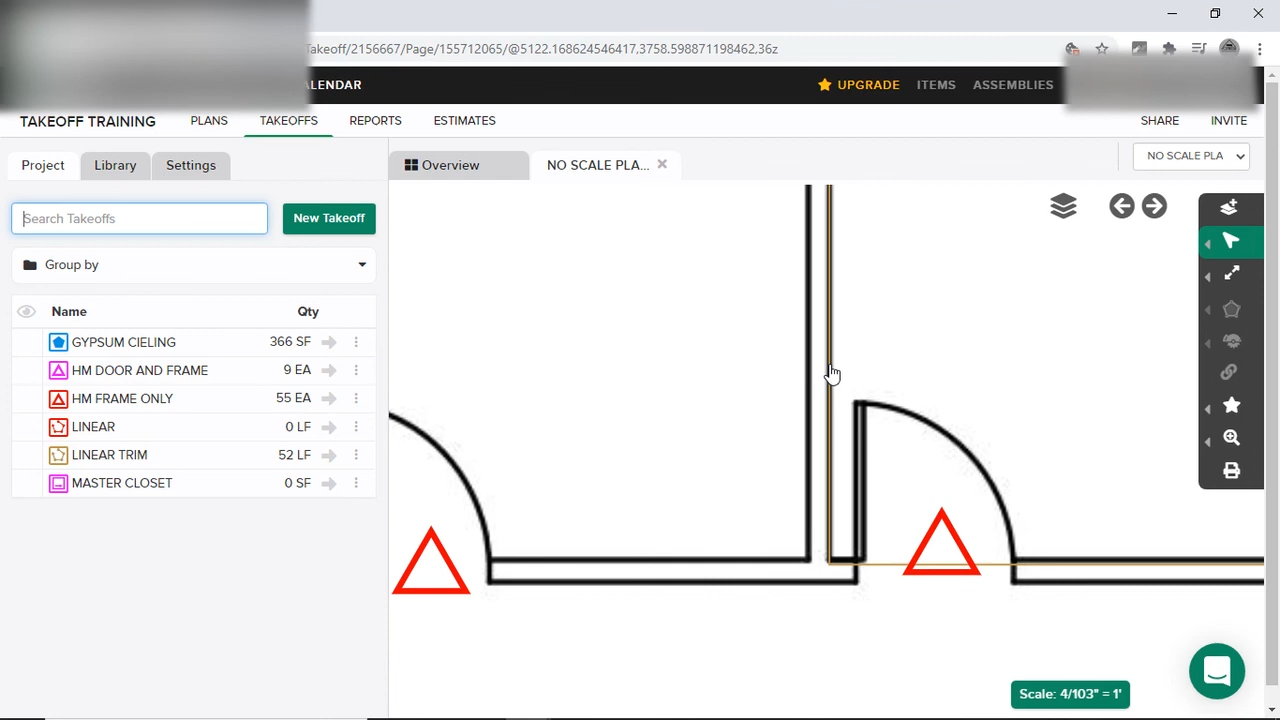 Takeoff/2156667/Page/155712065/@5122.168624546417,3758.598871198462,36z
ALENDAR
UPGRADE ITEMS ASSEMBLIES
TAKEOFF TRAINING PLANS TAKEOFFS REPORTS ESTIMATES SHARE INVITE
Project Library Settings Overview NO SCALE PLA... NO SCALE PLA
Search Takeoffs New Takeoff
Group by
Name Qty
GYPSUM CIELING 366 SF
HM DOOR AND FRAME 9 EA
HM FRAME ONLY 55 EA
LINEAR 0 LF
LINEAR TRIM 52 LF
MASTER CLOSET 0 SF
Scale: 4/103" = 1'